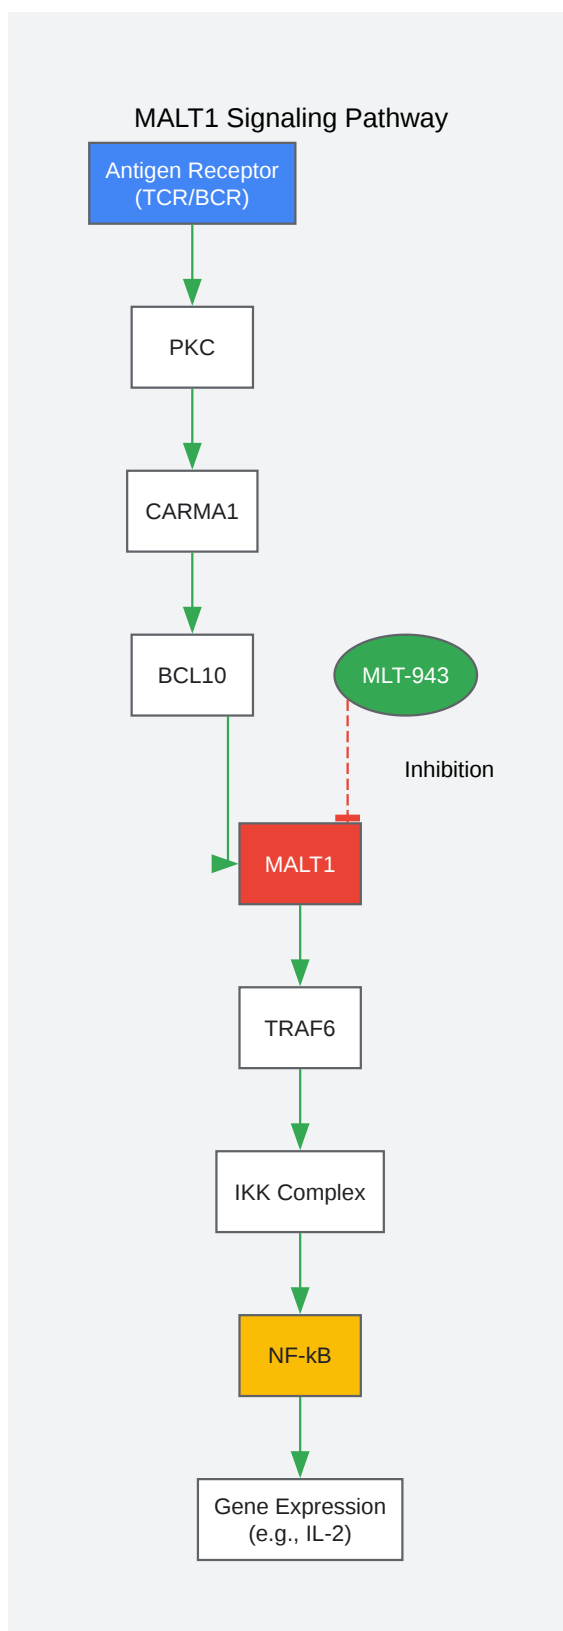 MALT1 Signaling Pathway
Antigen Receptor
(TCR/BCR)
PKC
CARMA1
BCL10
MLT-943
Inhibition
MALT1
TRAF6
IKK Complex
NF-kB
Gene Expression
(e.g., IL-2)